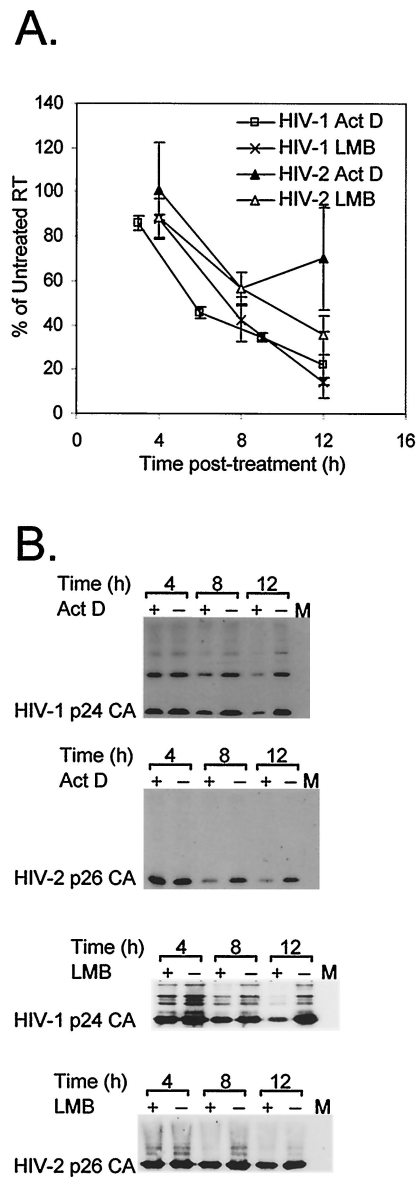 A.
140
120
100
80
60
40
20
0
% of Untreated RT
HIV-1 Act D
HIV-1 LMB
HIV-2 Act D
HIV-2 LMB
0 4 8 12 16
Time post-treatment (h)
B.
Time (h) 4 8 12
Act D + – + – + – M
HIV-1 p24 CA
Time (h) 4 8 12
Act D + – + – + – M
HIV-2 p26 CA
Time (h) 4 8 12
LMB + – + – + – M
HIV-1 p24 CA
Time (h) 4 8 12
LMB + – + – + – M
HIV-2 p26 CA